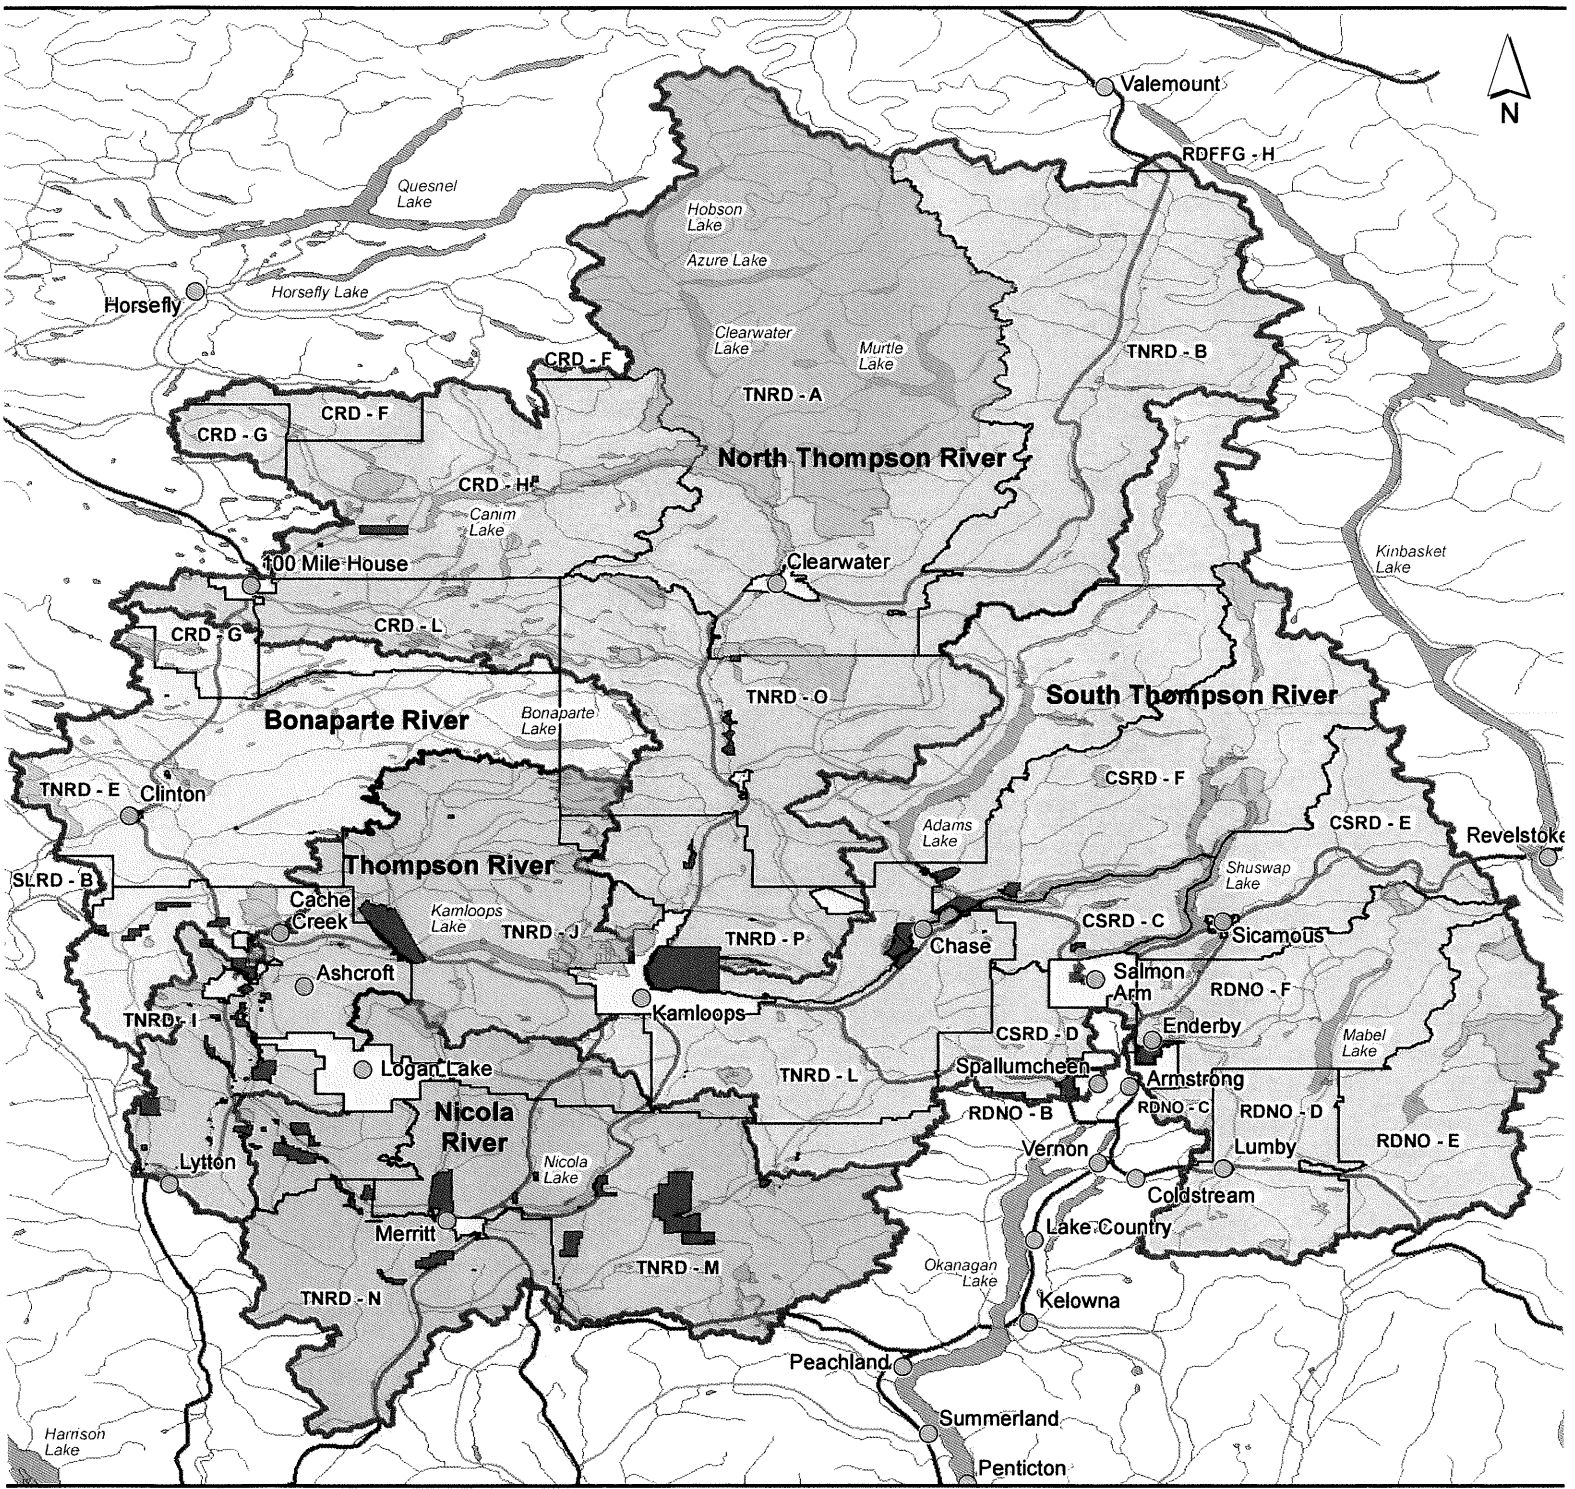 Valemount
N
RDFFG - H
Quesnel
Lake
Hobson
Lake
Azure Lake
Horsefly
Horsefly Lake
Clearwater
Lake
Murtle
Lake
TNRD - B
CRD - F
TNRD - A
CRD - F
CRD - G
North Thompson River
CRD - H
Canim
Lake
Kinbasket
Lake
100 Mile House
Clearwater
CRD - G
CRD - L
TNRD - O
South Thompson River
Bonaparte River
Bonaparte
Lake
TNRD - E
Clinton
CSRD - F
Adams
Lake
CSRD - E
Revelstoke
Thompson River
SLRD - B
Shuswap
Lake
Cache
Creek
Kamloops
Lake
TNRD - J
TNRD - P
Chase
CSRD - C
Sicamous
Ashcroft
Salmon
Arm
RDNO - F
Kamloops
TNRD - I
CSRD - D
Enderby
Mabel
Lake
Logan Lake
TNRD - L
Spallumcheen
Armstrong
Nicola
River
RDNO - B
RDNO - C
RDNO - D
RDNO - E
Vernon
Lumby
Lytton
Nicola
Lake
Coldstream
Merritt
Lake Country
TNRD - M
Okanagan
Lake
TNRD - N
Kelowna
Peachland
Summerland
Harrison
Lake
Penticton